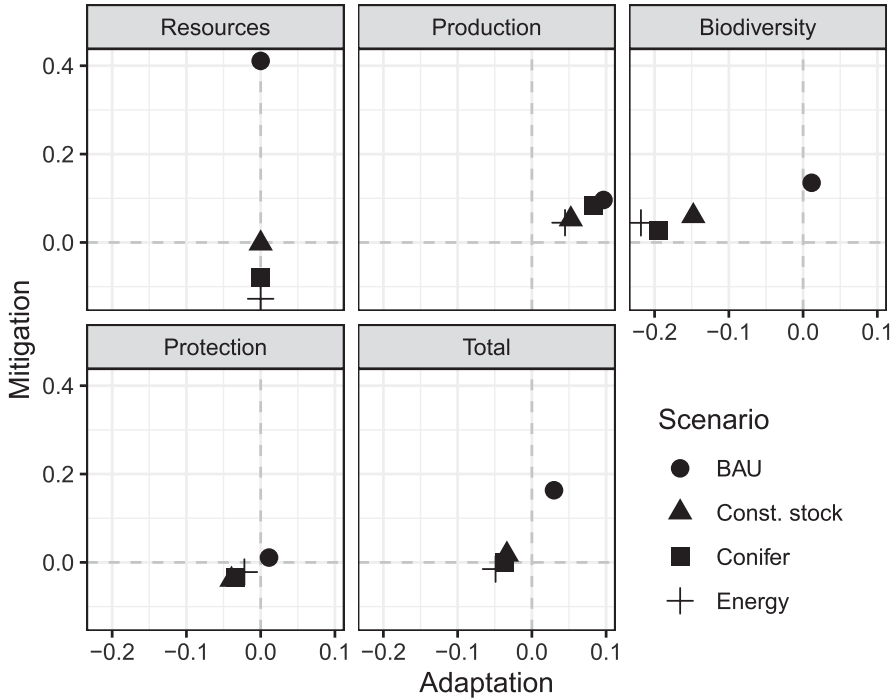 Resources
Production
Biodiversity
0.4
0.2
0.0
−0.2
−0.1
0.0
0.1
Mitigation
Protection
Total
0.4
0.2
0.0
−0.2
−0.1
0.0
0.1
−0.2
−0.1
0.0
0.1
Adaptation
Scenario
BAU
Const. stock
Conifer
Energy